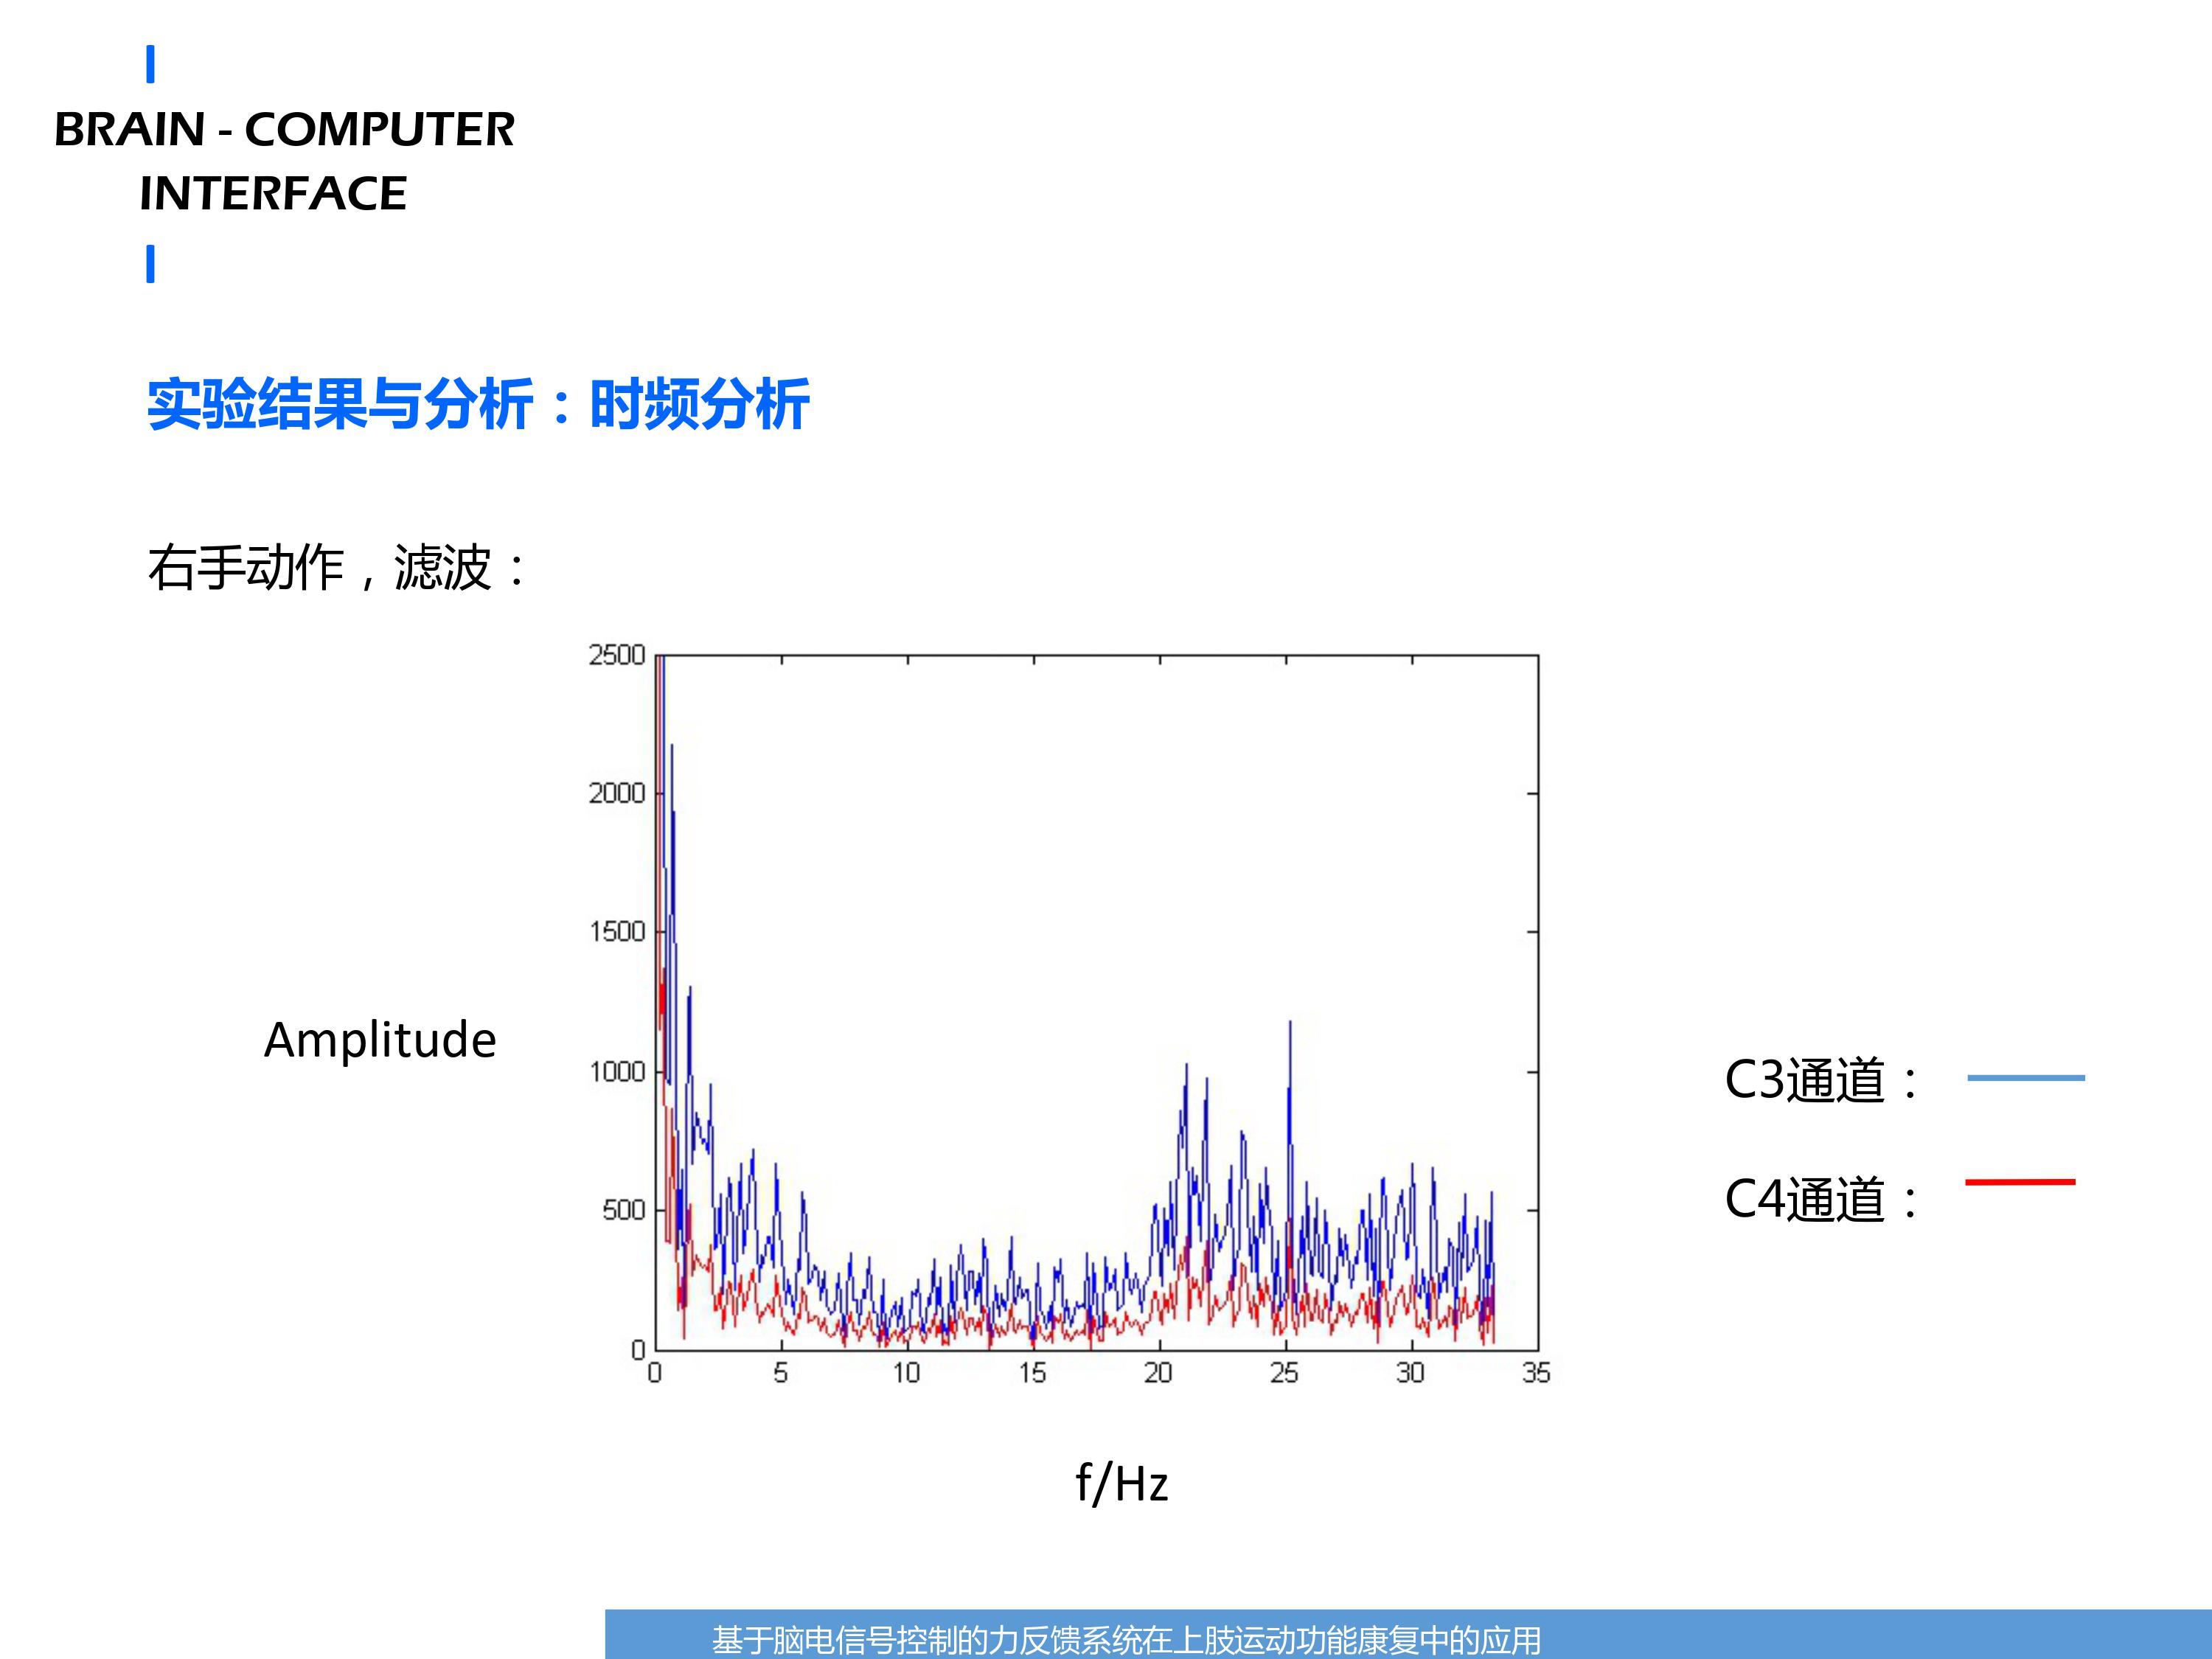 BRAIN - COMPUTER
INTERFACE
实验结果与分析：时频分析
右手动作，滤波：
2500
2000
1500
1000
500
0
0 5 10 15 20 25 30 35
Amplitude
f/Hz
C3通道：
C4通道：
基于脑电信号控制的力反馈系统在上肢运动功能康复中的应用